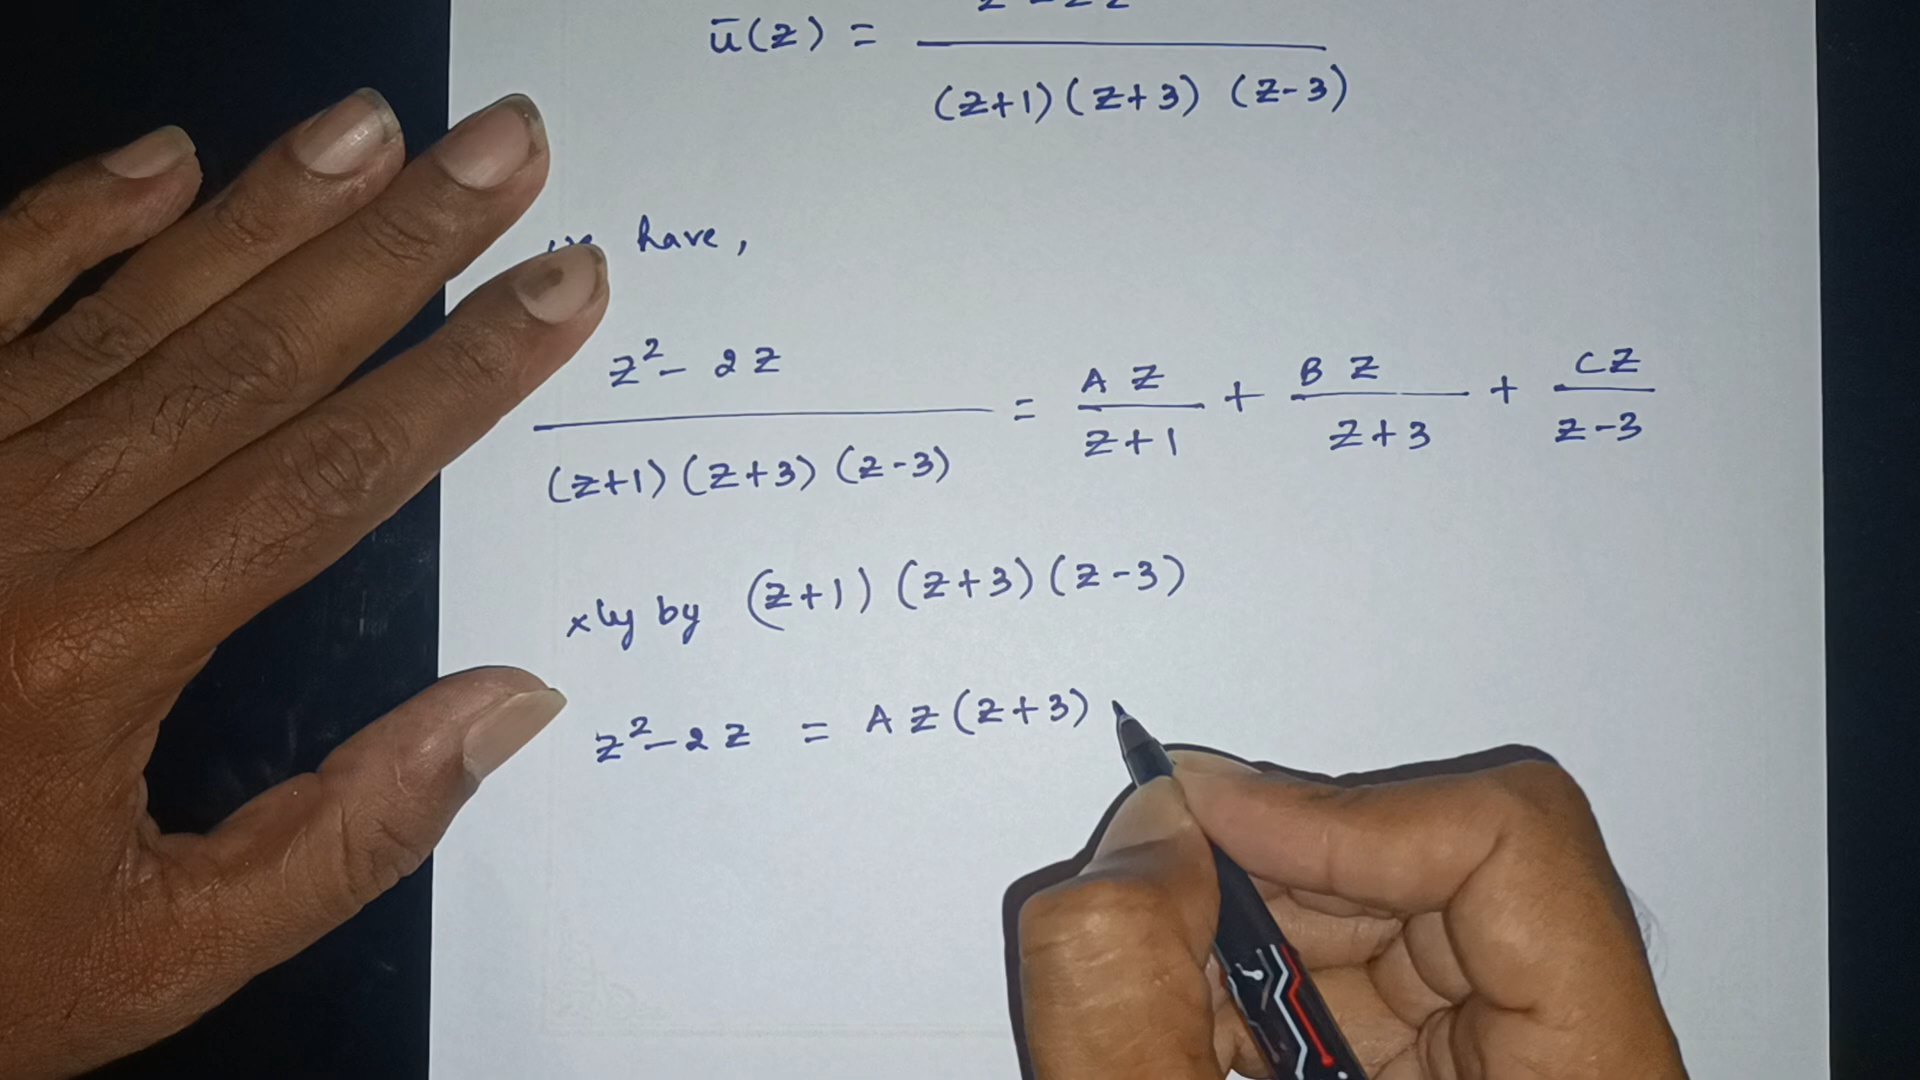 ū(z) = / (z+1)(z+3) (z-3)
have,
z² - 2z / (z+1)(z+3)(z-3) = Az / z+1 + Bz / z+3 + Cz / z-3
xly by (z+1)(z+3)(z-3)
z² - 2z = Az(z+3)